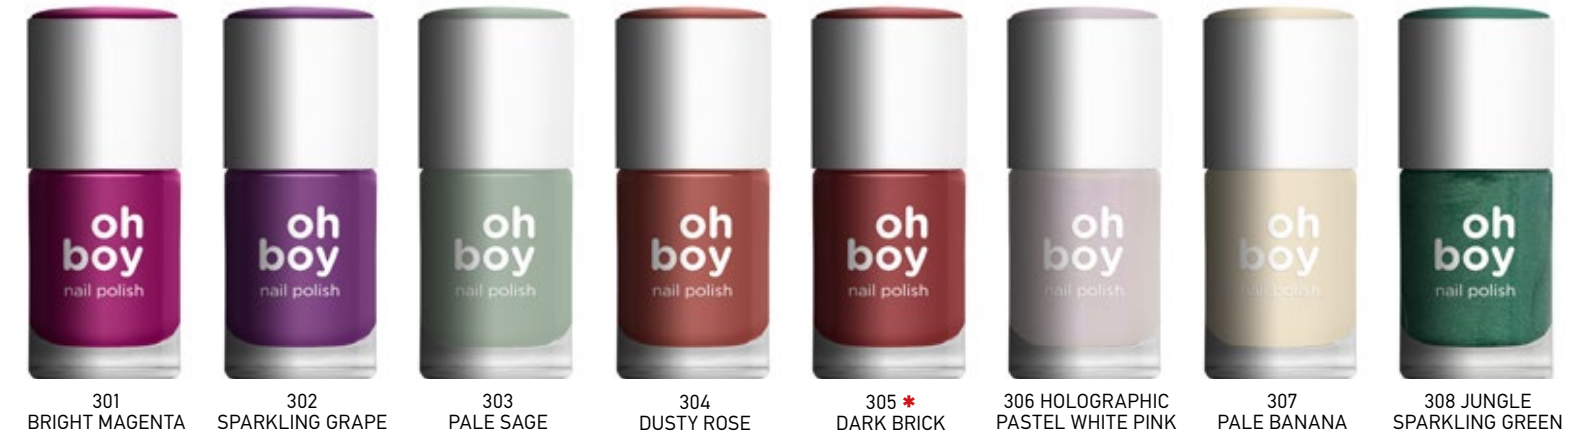 oh
boy
nail polish
301
BRIGHT MAGENTA
oh
boy
nail polish
302
SPARKLING GRAPE
oh
boy
nail polish
303
PALE SAGE
oh
boy
nail polish
304
DUSTY ROSE
oh
boy
nail polish
305 *
DARK BRICK
oh
boy
nail polish
306 HOLOGRAPHIC
PASTEL WHITE PINK
oh
boy
nail polish
307
PALE BANANA
oh
boy
nail polish
308 JUNGLE
SPARKLING GREEN